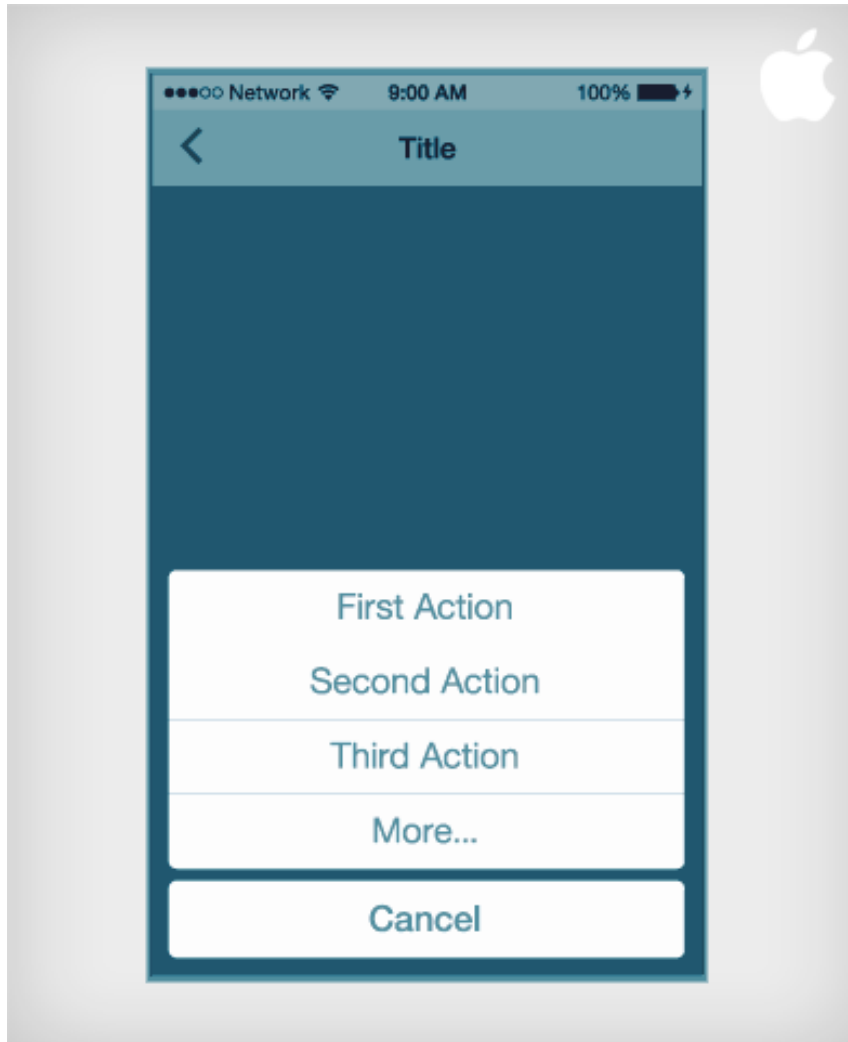 Network 9:00 AM 100%
Title
First Action
Second Action
Third Action
More...
Cancel